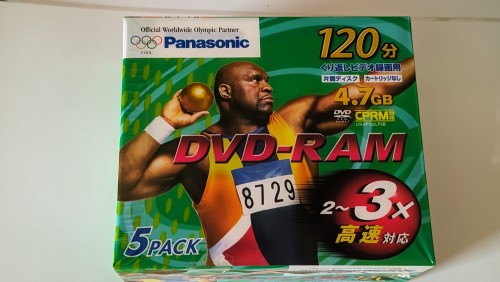 Official Worldwide Olympic Partner
Panasonic
120分
くり返しビデオ録画用
片面ディスク カートリッジなし
4.7GB
DVD
CPRM
DVD-RAM
8729
2~3X
高速対応
5PACK